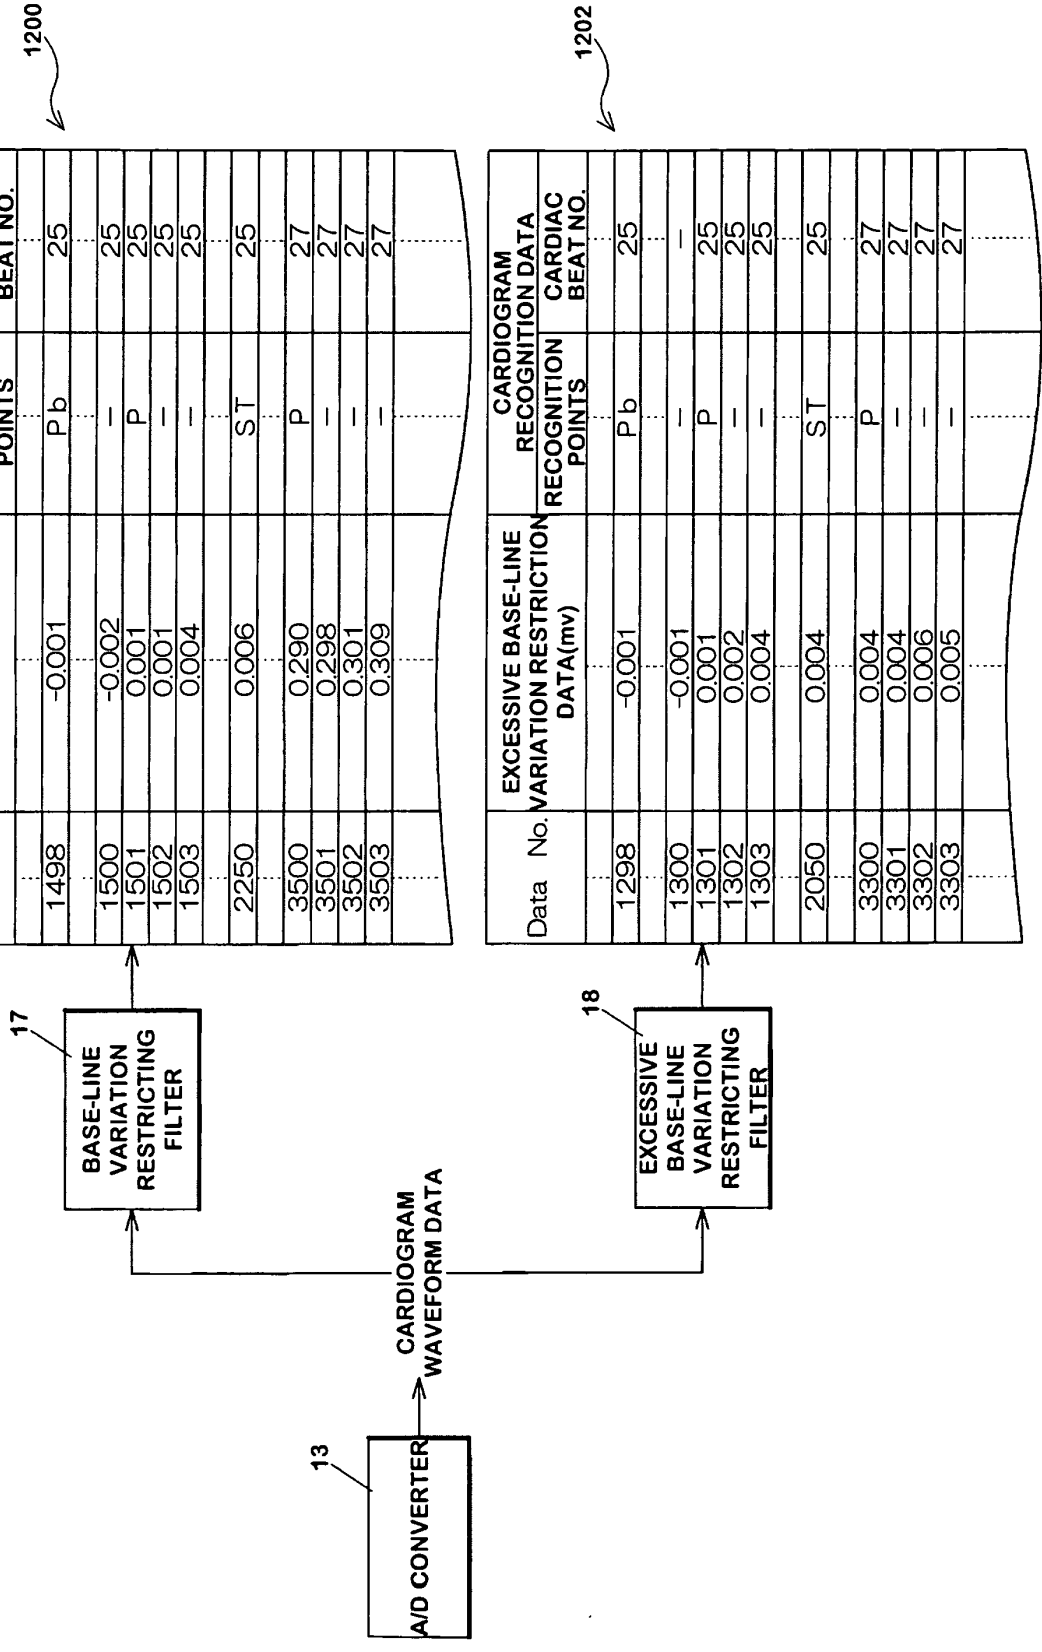 1200
POINTS
BEAT NO.
1498 -0.001 Pb 25
1500 -0.002 – 25
1501 0.001 P 25
1502 0.001 – 25
1503 0.004 – 25
2250 0.006 ST 25
3500 0.290 P 27
3501 0.298 – 27
3502 0.301 – 27
3503 0.309 – 27
17
BASE-LINE
VARIATION
RESTRICTING
FILTER
13
A/D CONVERTER
CARDIOGRAM
WAVEFORM DATA
18
EXCESSIVE
BASE-LINE
VARIATION
RESTRICTING
FILTER
1202
Data No.
EXCESSIVE BASE-LINE
VARIATION RESTRICTION
DATA(mv)
CARDIOGRAM
RECOGNITION DATA
RECOGNITION
POINTS
CARDIAC
BEAT NO.
1298 -0.001 Pb 25
1300 -0.001 – –
1301 0.001 P 25
1302 0.002 – 25
1303 0.004 – 25
2050 0.004 ST 25
3300 0.004 P 27
3301 0.004 – 27
3302 0.006 – 27
3303 0.005 – 27